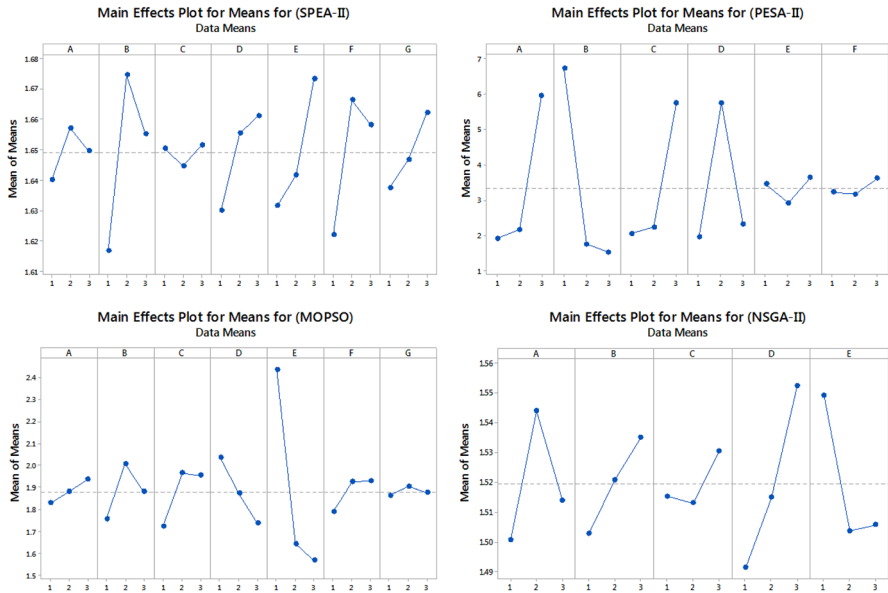 Main Effects Plot for Means for (SPEA-II)
Data Means
A B C D E F G
Mean of Means
1.68
1.67
1.66
1.65
1.64
1.63
1.62
1.61
1 2 3 1 2 3 1 2 3 1 2 3 1 2 3 1 2 3 1 2 3
Main Effects Plot for Means for (PESA-II)
Data Means
A B C D E F
Mean of Means
7
6
5
4
3
2
1
1 2 3 1 2 3 1 2 3 1 2 3 1 2 3 1 2 3
Main Effects Plot for Means for (MOPSO)
Data Means
A B C D E F G
Mean of Means
2.4
2.3
2.2
2.1
2.0
1.9
1.8
1.7
1.6
1.5
1 2 3 1 2 3 1 2 3 1 2 3 1 2 3 1 2 3 1 2 3
Main Effects Plot for Means for (NSGA-II)
Data Means
A B C D E
Mean of Means
1.56
1.55
1.54
1.53
1.52
1.51
1.50
1.49
1 2 3 1 2 3 1 2 3 1 2 3 1 2 3